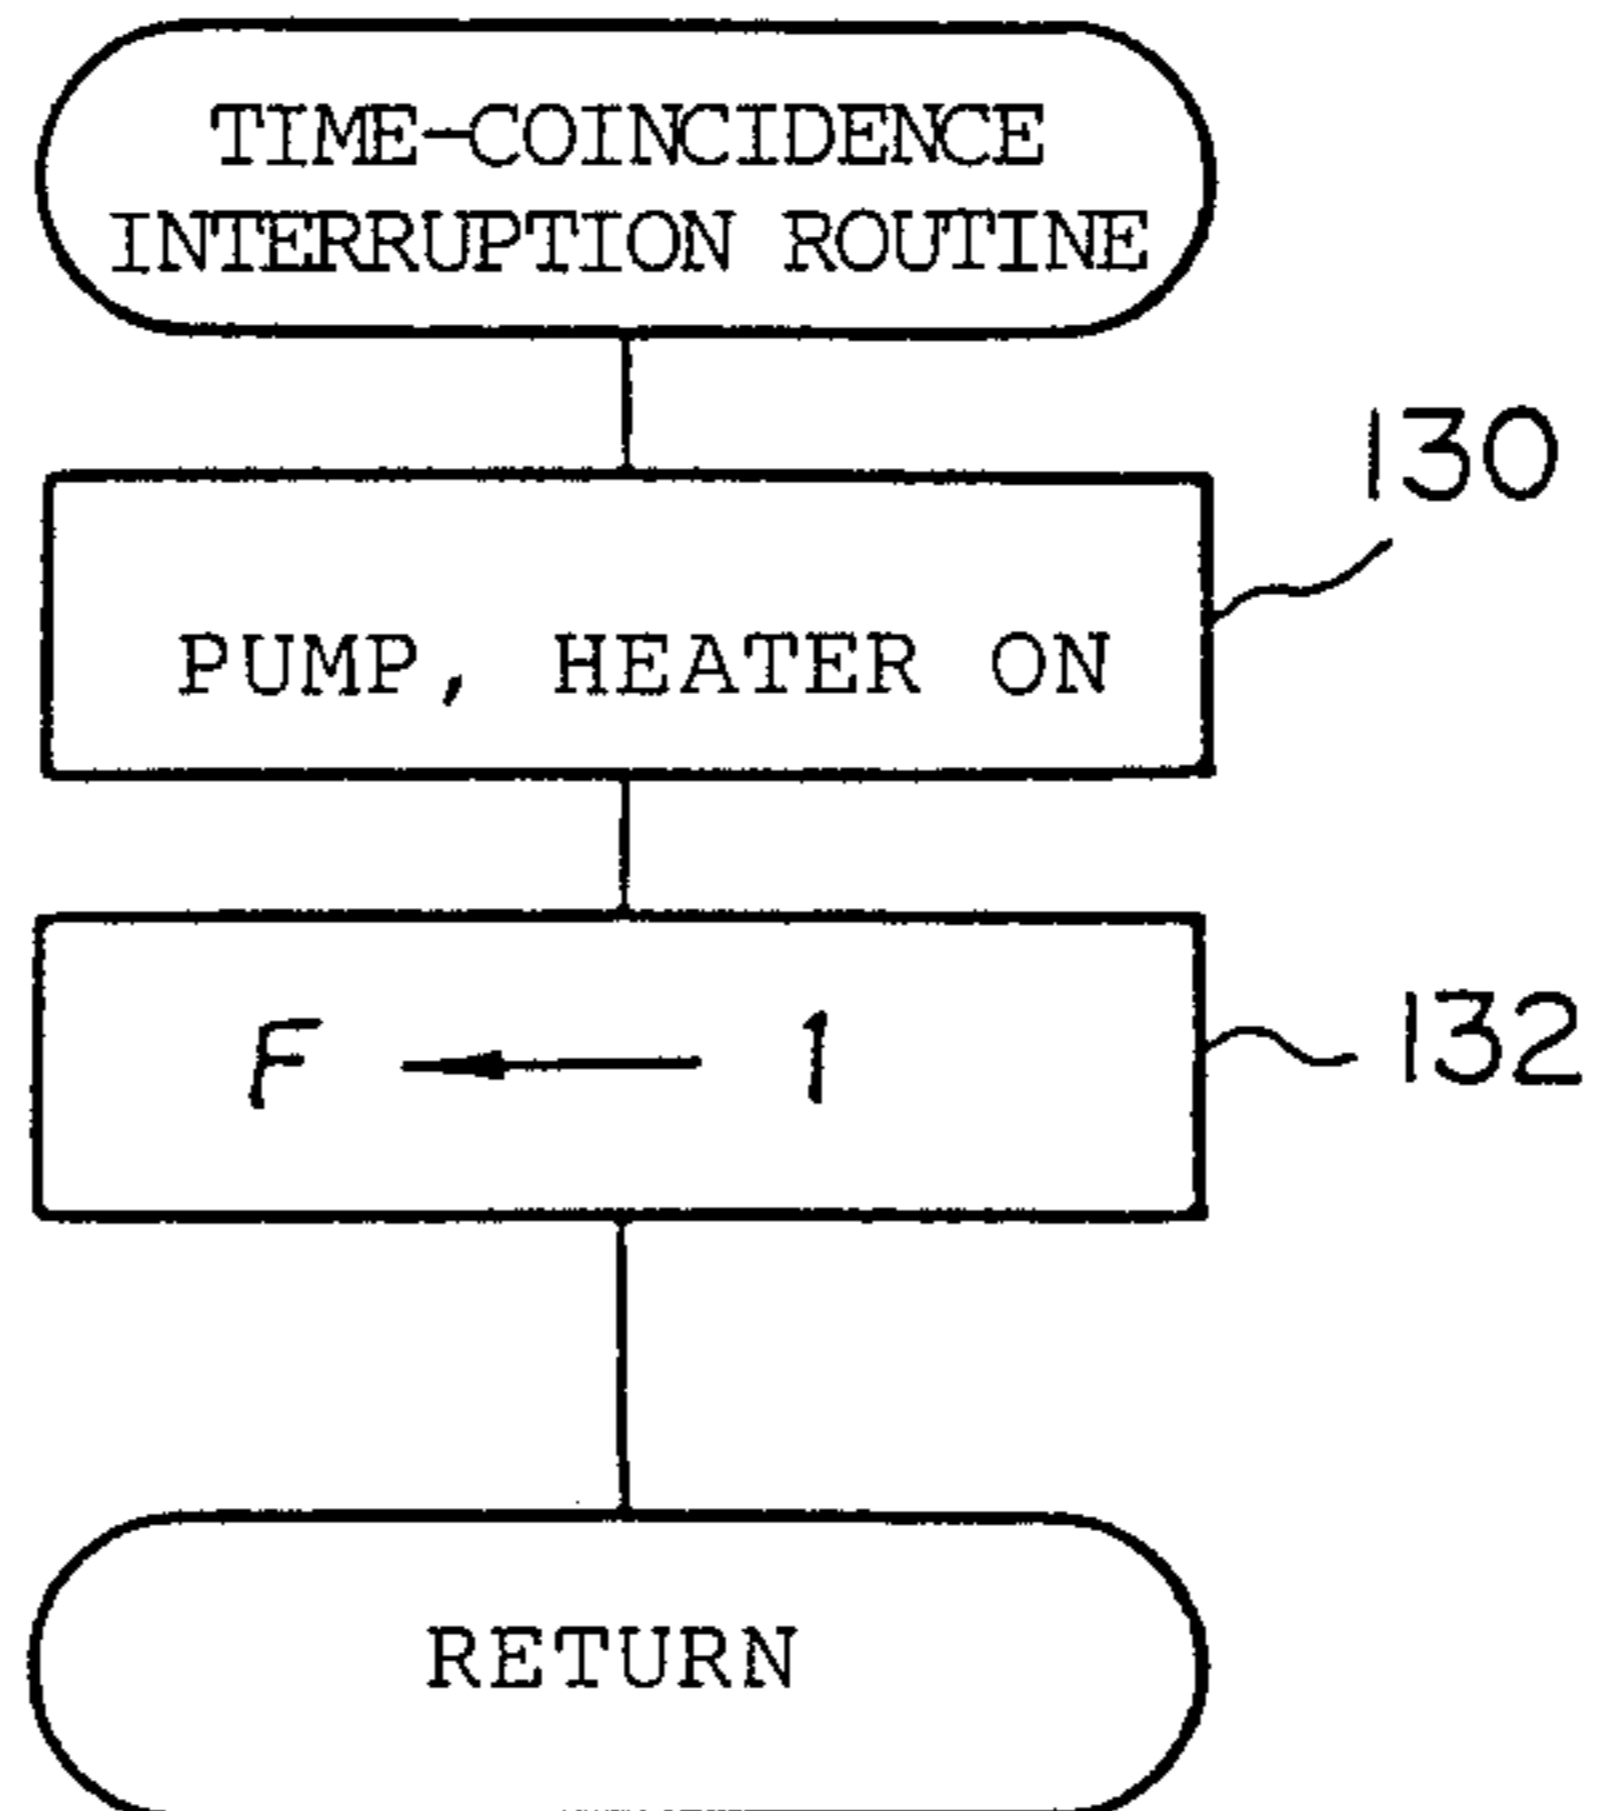 TIME-COINCIDENCE
INTERRUPTION ROUTINE
130
PUMP, HEATER ON
F ← 1
132
RETURN